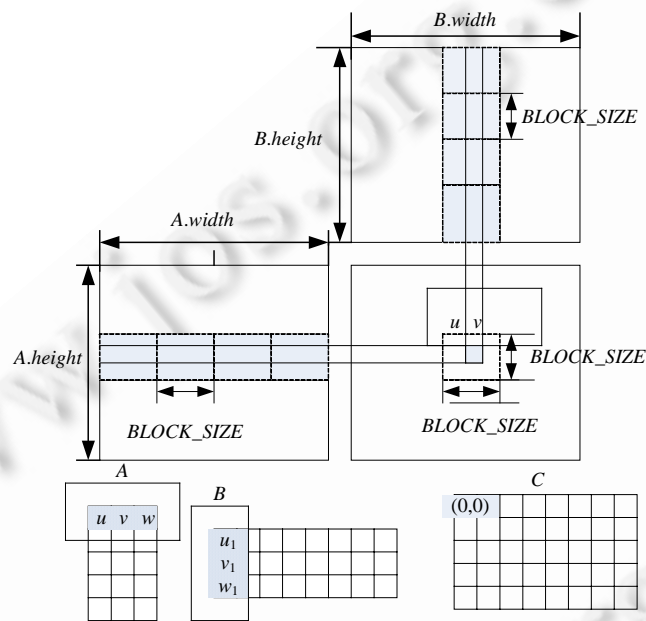 B.width
BLOCK_SIZE
B.height
A.width
u v
A.height
BLOCK_SIZE
BLOCK_SIZE
BLOCK_SIZE
A
B
C
u v w
(0,0)
u1
v1
w1